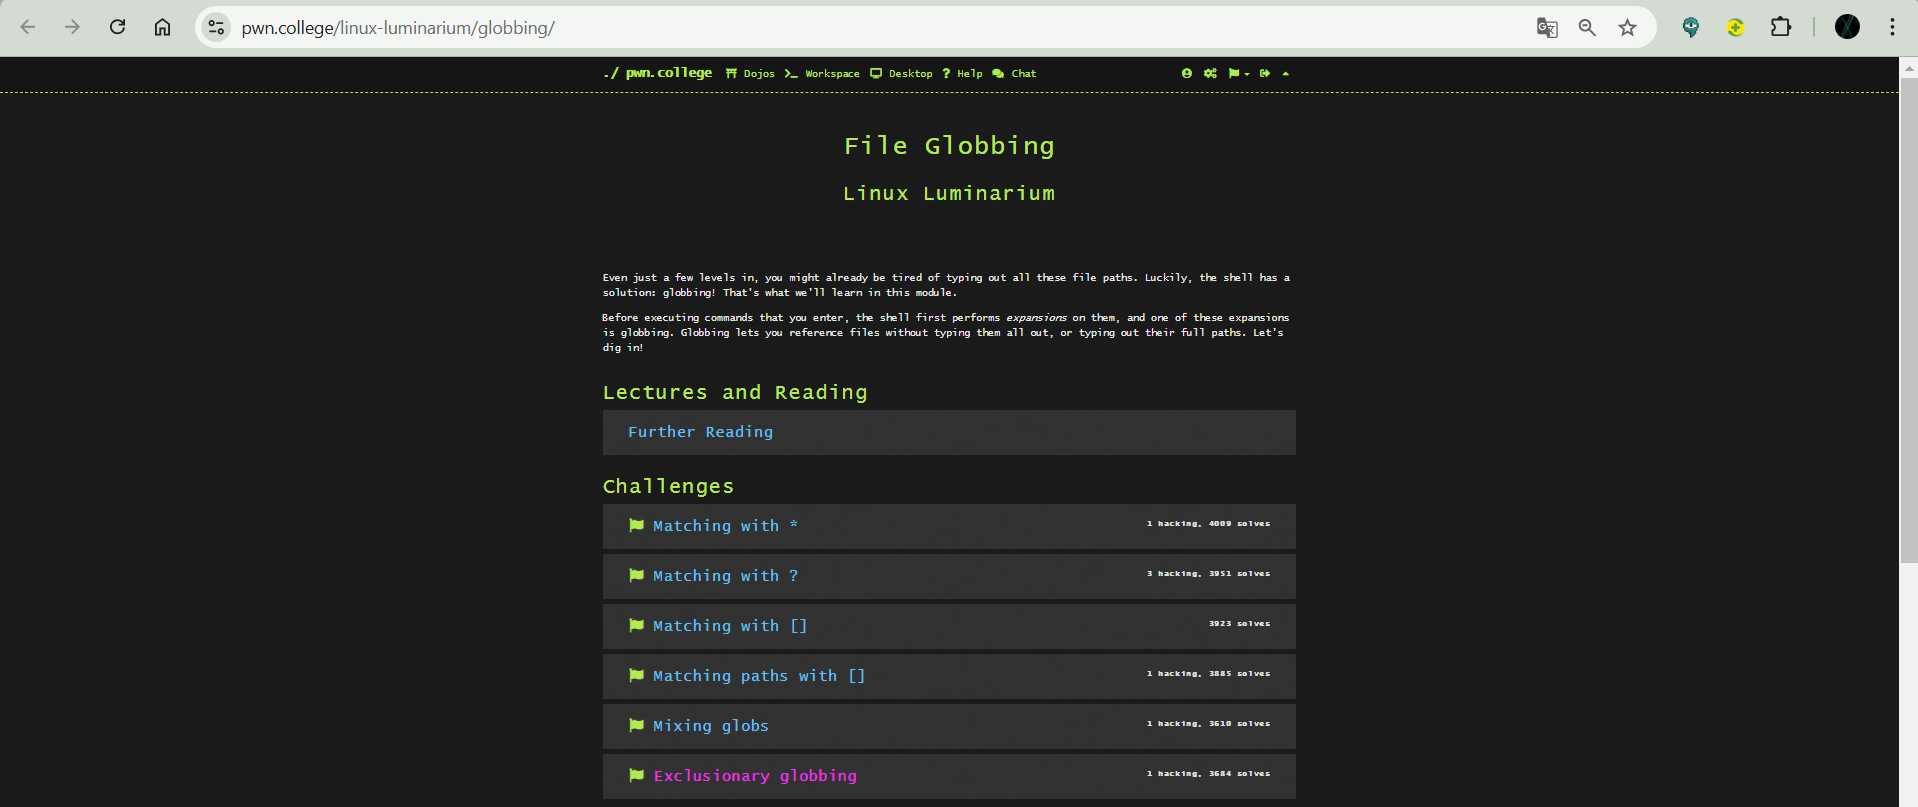 pwn.college/linux-luminarium/globbing/
./ pwn.college Dojos Workspace Desktop ? Help Chat
File Globbing
Linux Luminarium
Even just a few levels in, you might already be tired of typing out all these file paths. Luckily, the shell has a
solution: globbing! That's what we'll learn in this module.
Before executing commands that you enter, the shell first performs expansions on them, and one of these expansions
is globbing. Globbing lets you reference files without typing them all out, or typing out their full paths. Let's
dig in!
Lectures and Reading
Further Reading
Challenges
Matching with * 1 hacking, 4009 solves
Matching with ? 3 hacking, 3951 solves
Matching with [] 3923 solves
Matching paths with [] 1 hacking, 3885 solves
Mixing globs 1 hacking, 3610 solves
Exclusionary globbing 1 hacking, 3684 solves